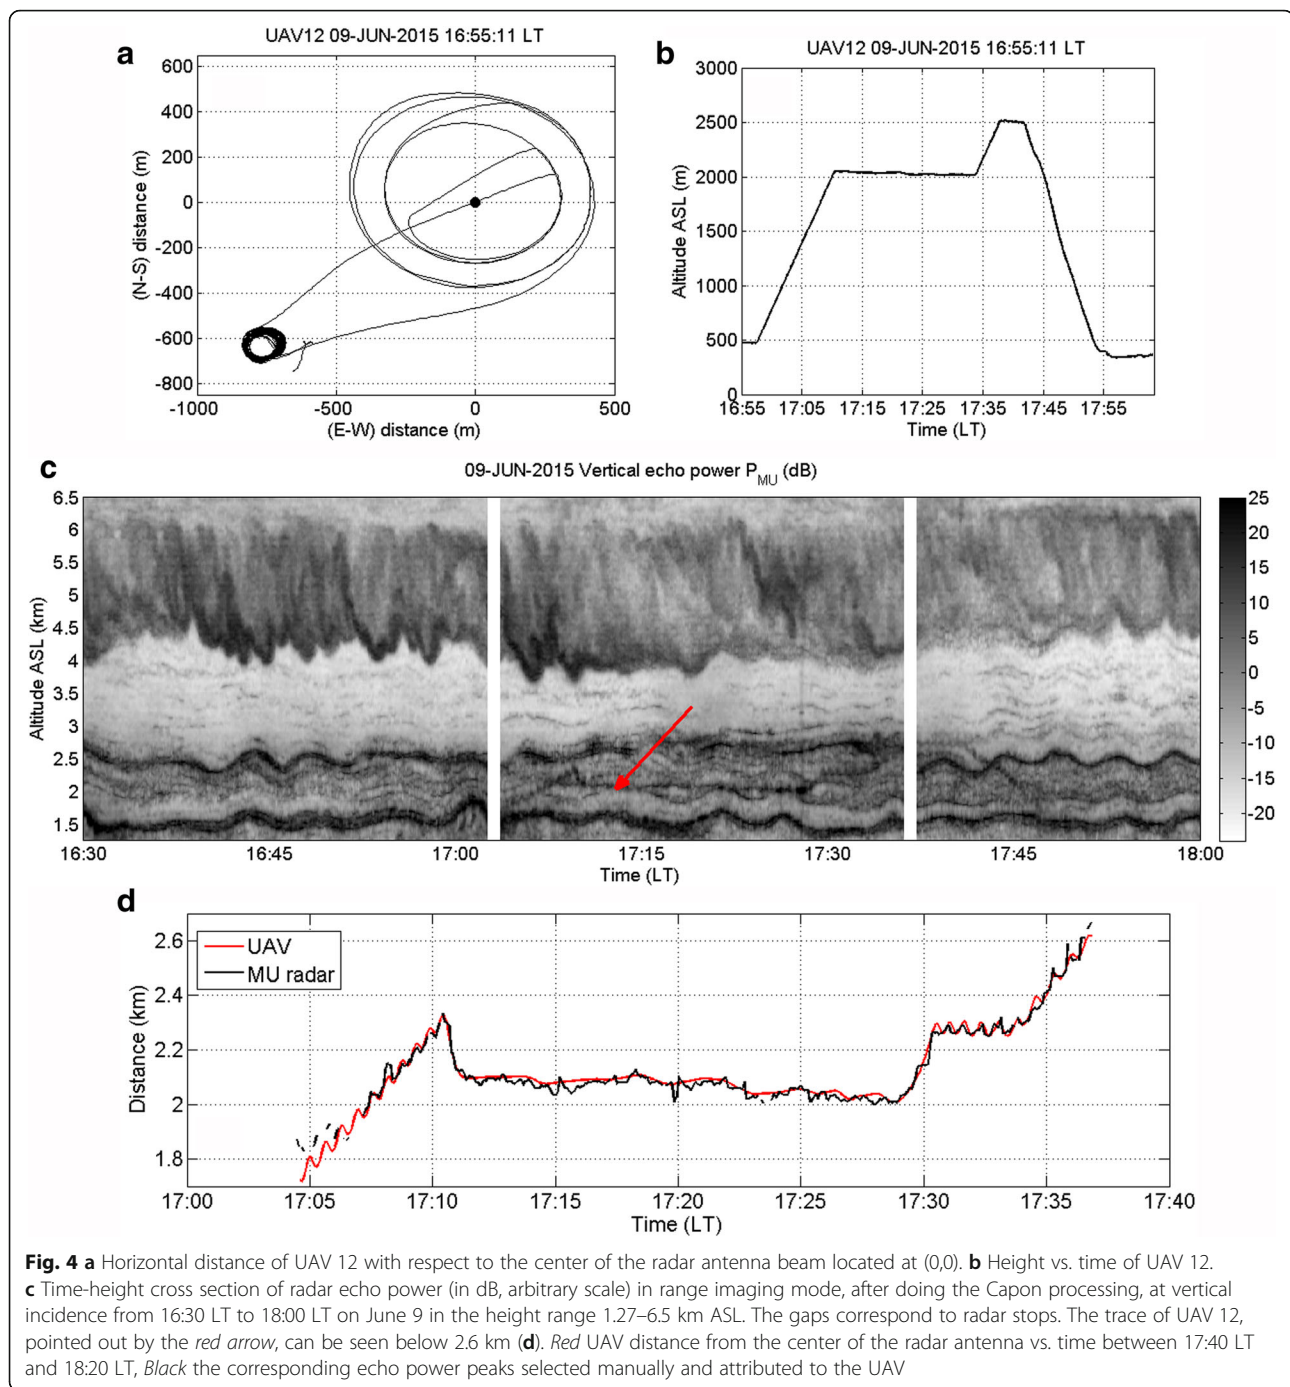 a
UAV12 09-JUN-2015 16:55:11 LT
600
400
200
0
-200
-400
-600
-800
(N-S) distance (m)
-1000
-500
0
500
(E-W) distance (m)
b
UAV12 09-JUN-2015 16:55:11 LT
3000
2500
2000
1500
1000
500
0
Altitude ASL (m)
16:55 17:05 17:15 17:25 17:35 17:45 17:55
Time (LT)
c
09-JUN-2015 Vertical echo power P_MU (dB)
6.5
6
5.5
5
4.5
4
3.5
3
2.5
2
1.5
Altitude ASL (km)
16:30 16:45 17:00 17:15 17:30 17:45 18:00
Time (LT)
25
20
15
10
5
0
-5
-10
-15
-20
d
UAV
MU radar
2.6
2.4
2.2
2
1.8
Distance (km)
17:00 17:05 17:10 17:15 17:20 17:25 17:30 17:35 17:40
Time (LT)
Fig. 4 a Horizontal distance of UAV 12 with respect to the center of the radar antenna beam located at (0,0). b Height vs. time of UAV 12.
c Time-height cross section of radar echo power (in dB, arbitrary scale) in range imaging mode, after doing the Capon processing, at vertical
incidence from 16:30 LT to 18:00 LT on June 9 in the height range 1.27–6.5 km ASL. The gaps correspond to radar stops. The trace of UAV 12,
pointed out by the red arrow, can be seen below 2.6 km (d). Red UAV distance from the center of the radar antenna vs. time between 17:40 LT
and 18:20 LT, Black the corresponding echo power peaks selected manually and attributed to the UAV